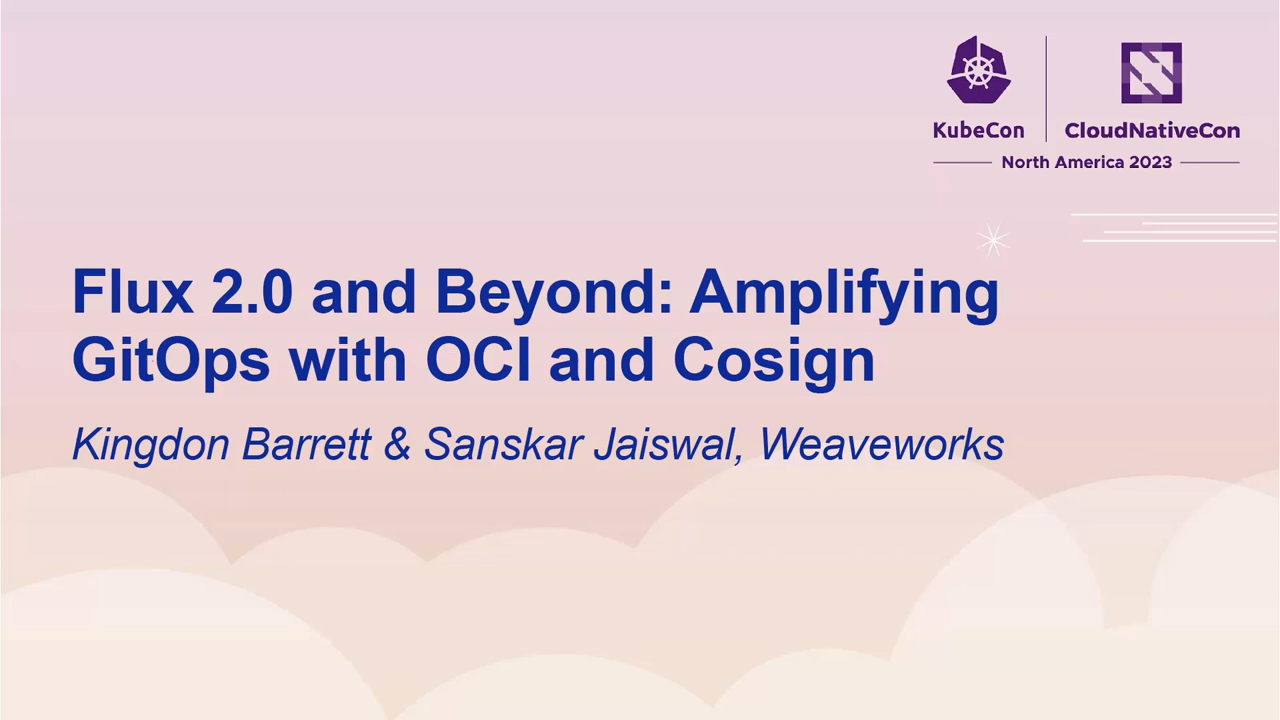 KubeCon
CloudNativeCon
North America 2023
Flux 2.0 and Beyond: Amplifying
GitOps with OCI and Cosign
Kingdon Barrett & Sanskar Jaiswal, Weaveworks